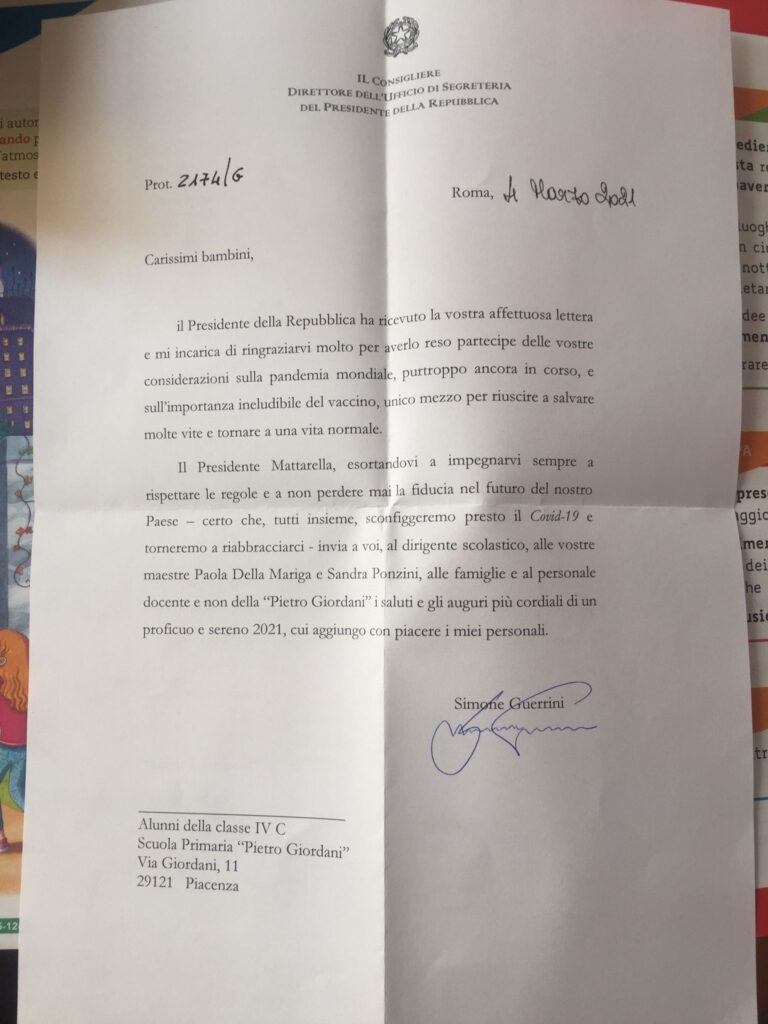 IL CONSIGLIERE
DIRETTORE DELL'UFFICIO DI SEGRETERIA
DEL PRESIDENTE DELLA REPUBBLICA
Prot. 2174/G
Roma, 4 Marzo 2021
Carissimi bambini,
il Presidente della Repubblica ha ricevuto la vostra affettuosa lettera
e mi incarica di ringraziarvi molto per averlo reso partecipe delle vostre
considerazioni sulla pandemia mondiale, purtroppo ancora in corso, e
sull'importanza ineludibile del vaccino, unico mezzo per riuscire a salvare
molte vite e tornare a una vita normale.
Il Presidente Mattarella, esortandovi a impegnarvi sempre a
rispettare le regole e a non perdere mai la fiducia nel futuro del nostro
Paese – certo che, tutti insieme, sconfiggeremo presto il Covid-19 e
torneremo a riabbracciarci - invia a voi, al dirigente scolastico, alle vostre
maestre Paola Della Mariga e Sandra Ponzini, alle famiglie e al personale
docente e non della “Pietro Giordani” i saluti e gli auguri più cordiali di un
proficuo e sereno 2021, cui aggiungo con piacere i miei personali.
Simone Guerrini
Alunni della classe IV C
Scuola Primaria “Pietro Giordani”
Via Giordani, 11
29121 Piacenza